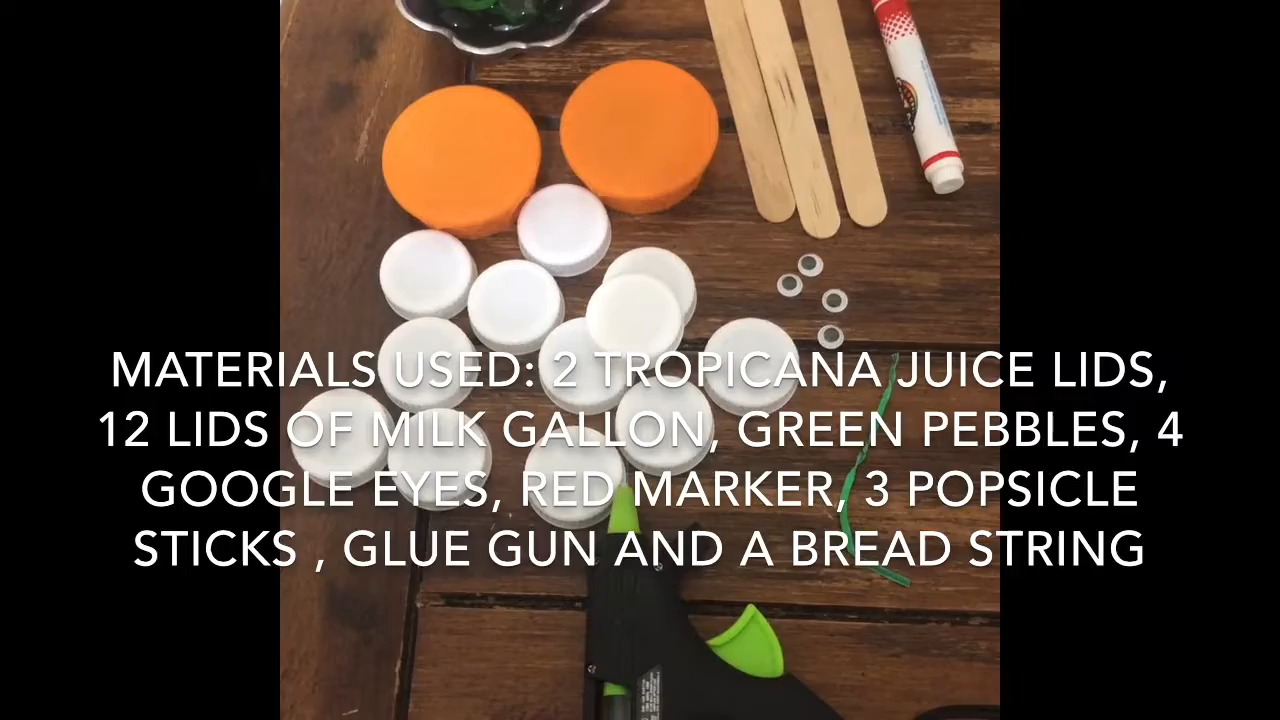 MATERIALS USED: 2 TROPICANA JUICE LIDS,
12 LIDS OF MILK GALLON, GREEN PEBBLES, 4
GOOGLE EYES, RED MARKER, 3 POPSICLE
STICKS , GLUE GUN AND A BREAD STRING